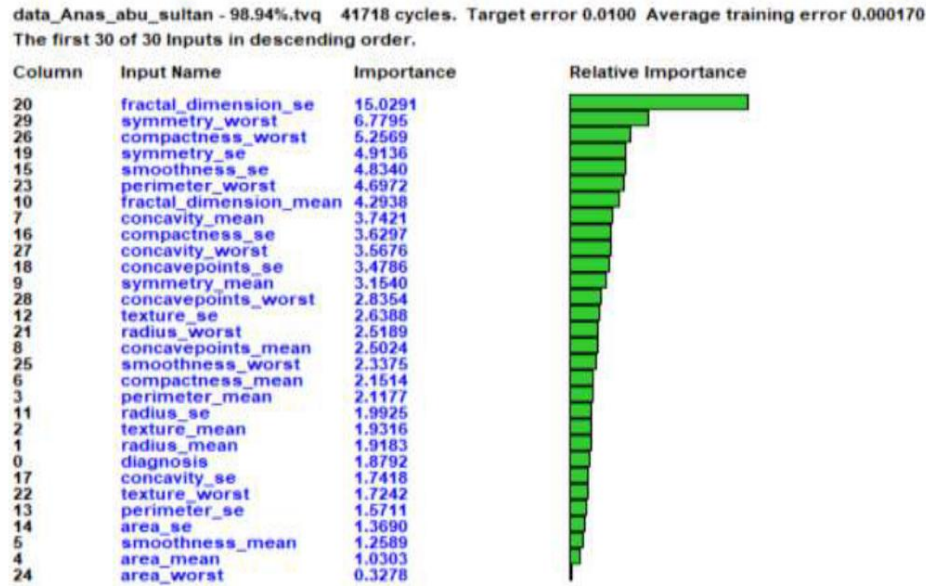 data_Anas_abu_sultan - 98.94%.tvq 41718 cycles. Target error 0.0100 Average training error 0.000170
The first 30 of 30 Inputs in descending order.
Column Input Name Importance Relative Importance
20 fractal_dimension_se 15.0291
29 symmetry_worst 6.7795
26 compactness_worst 5.2569
19 symmetry_se 4.9136
15 smoothness_se 4.8340
23 perimeter_worst 4.6972
10 fractal_dimension_mean 4.2938
7 concavity_mean 3.7421
16 compactness_se 3.6297
27 concavity_worst 3.5676
18 concavepoints_se 3.4786
9 symmetry_mean 3.1540
28 concavepoints_worst 2.8354
12 texture_se 2.6388
21 radius_worst 2.5189
8 concavepoints_mean 2.5024
25 smoothness_worst 2.3375
6 compactness_mean 2.1514
3 perimeter_mean 2.1177
11 radius_se 1.9925
2 texture_mean 1.9316
1 radius_mean 1.9183
0 diagnosis 1.8792
17 concavity_se 1.7418
22 texture_worst 1.7242
13 perimeter_se 1.5711
14 area_se 1.3690
5 smoothness_mean 1.2589
4 area_mean 1.0303
24 area_worst 0.3278